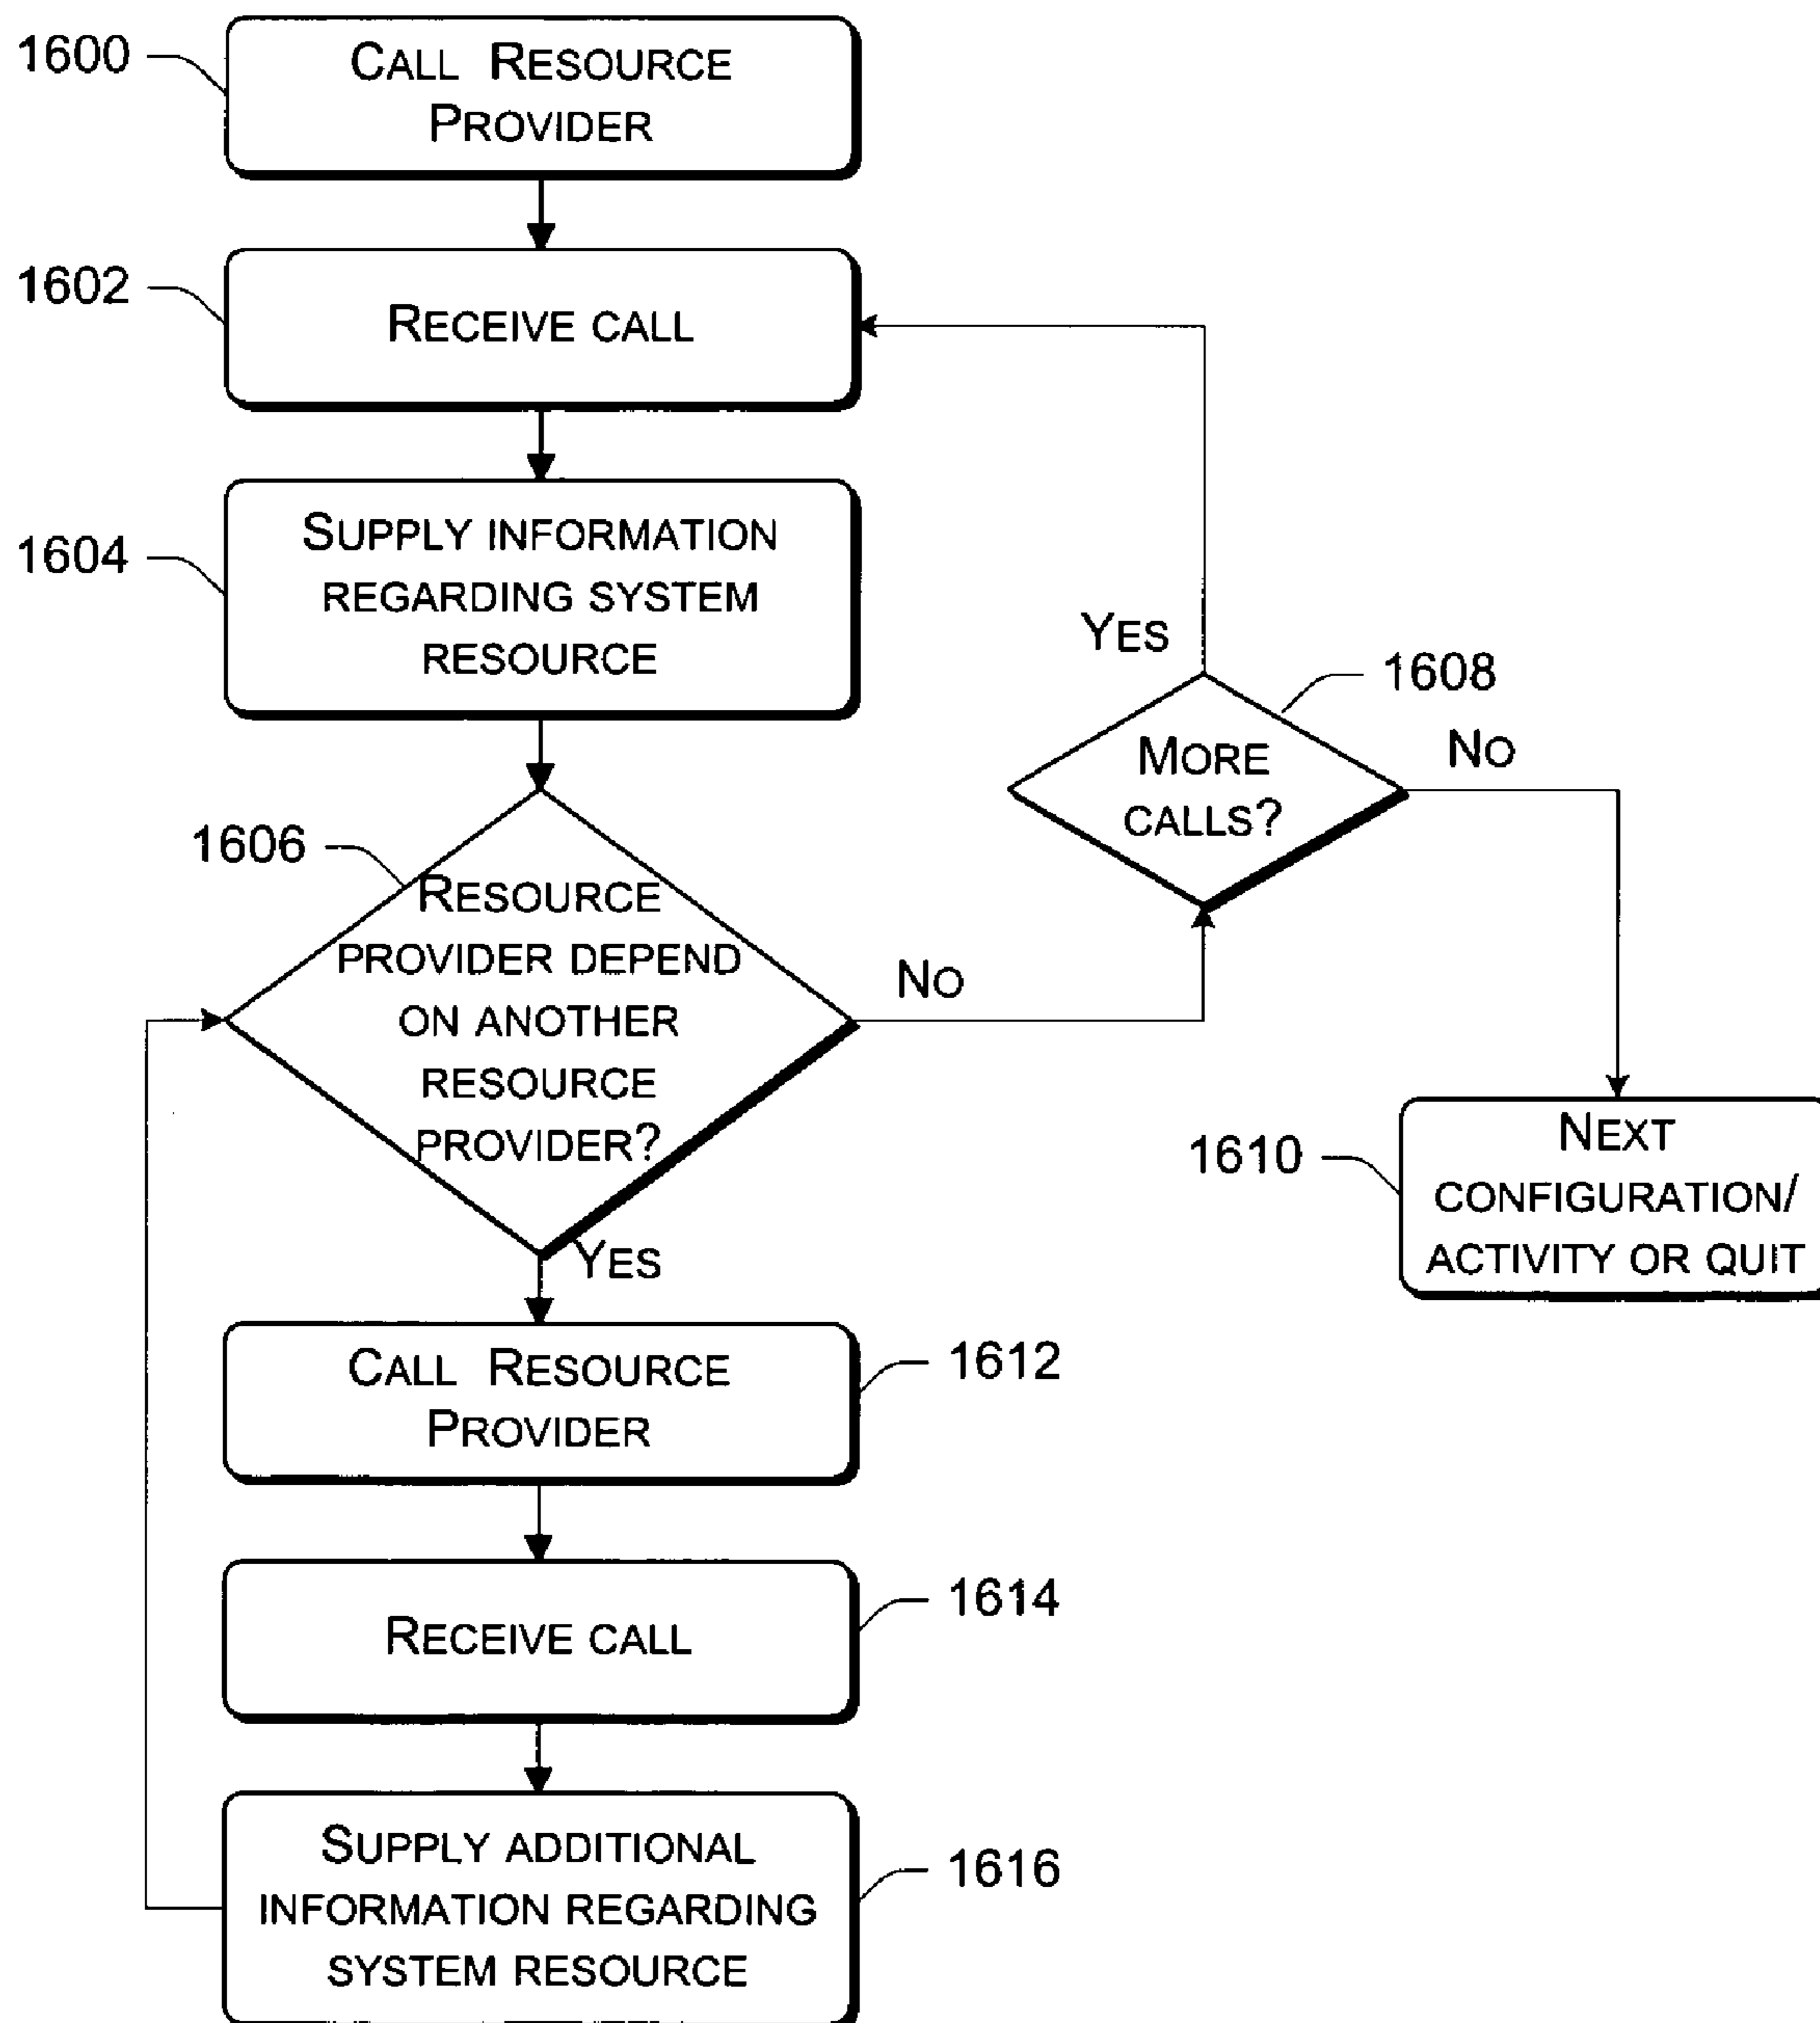 1600
CALL RESOURCE
PROVIDER
1602
RECEIVE CALL
1604
SUPPLY INFORMATION
REGARDING SYSTEM
RESOURCE
YES
1608
MORE
CALLS?
NO
1606
RESOURCE
PROVIDER DEPEND
ON ANOTHER
RESOURCE
PROVIDER?
NO
YES
1610
NEXT
CONFIGURATION/
ACTIVITY OR QUIT
CALL RESOURCE
PROVIDER
1612
RECEIVE CALL
1614
SUPPLY ADDITIONAL
INFORMATION REGARDING
SYSTEM RESOURCE
1616